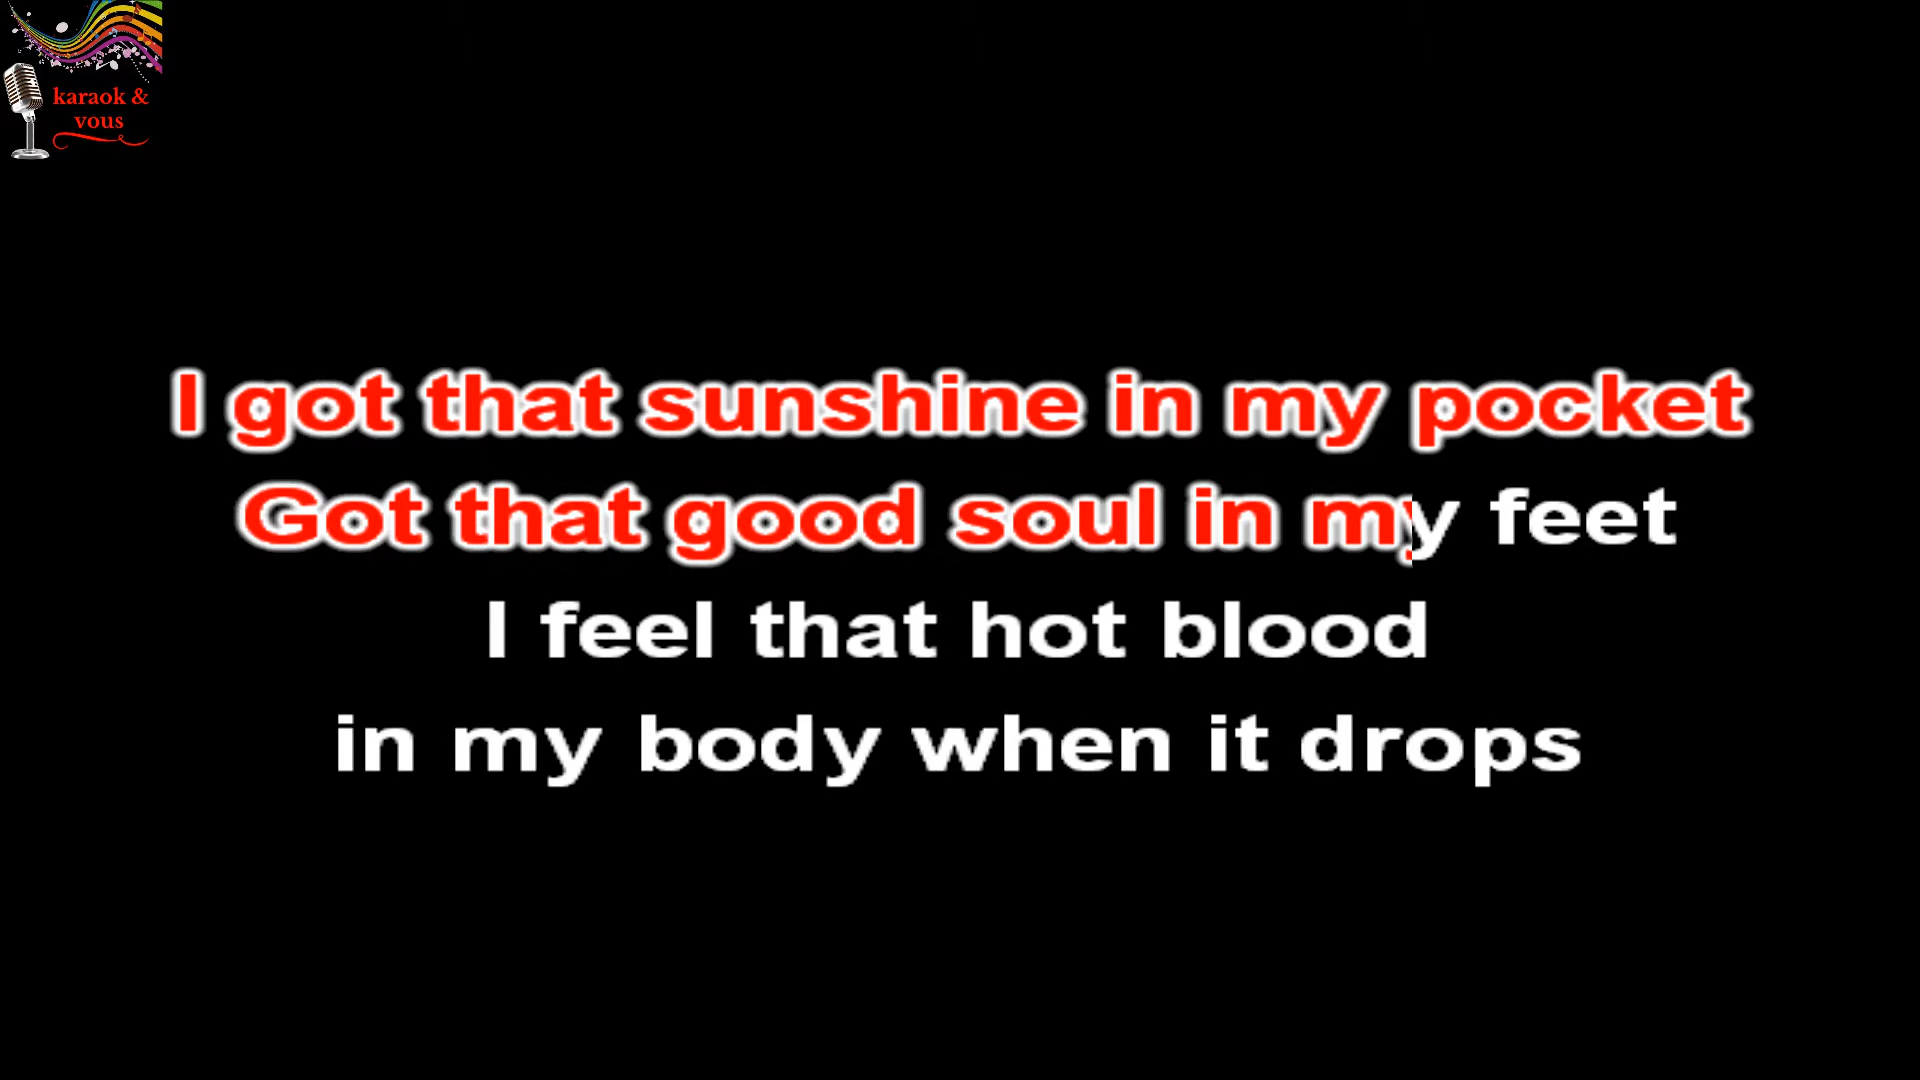 karaok &
vous
I got that sunshine in my pocket
Got that good soul in my feet
I feel that hot blood
in my body when it drops